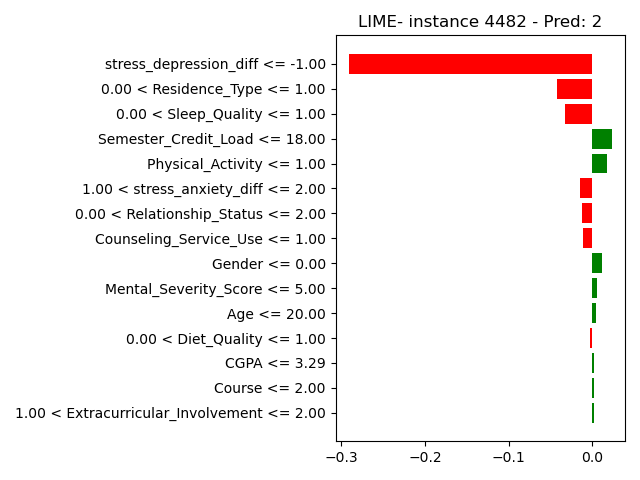 LIME- instance 4482 - Pred: 2
stress_depression_diff <= -1.00
0.00 < Residence_Type <= 1.00
0.00 < Sleep_Quality <= 1.00
Semester_Credit_Load <= 18.00
Physical_Activity <= 1.00
1.00 < stress_anxiety_diff <= 2.00
0.00 < Relationship_Status <= 2.00
Counseling_Service_Use <= 1.00
Gender <= 0.00
Mental_Severity_Score <= 5.00
Age <= 20.00
0.00 < Diet_Quality <= 1.00
CGPA <= 3.29
Course <= 2.00
1.00 < Extracurricular_Involvement <= 2.00
−0.3 −0.2 −0.1 0.0